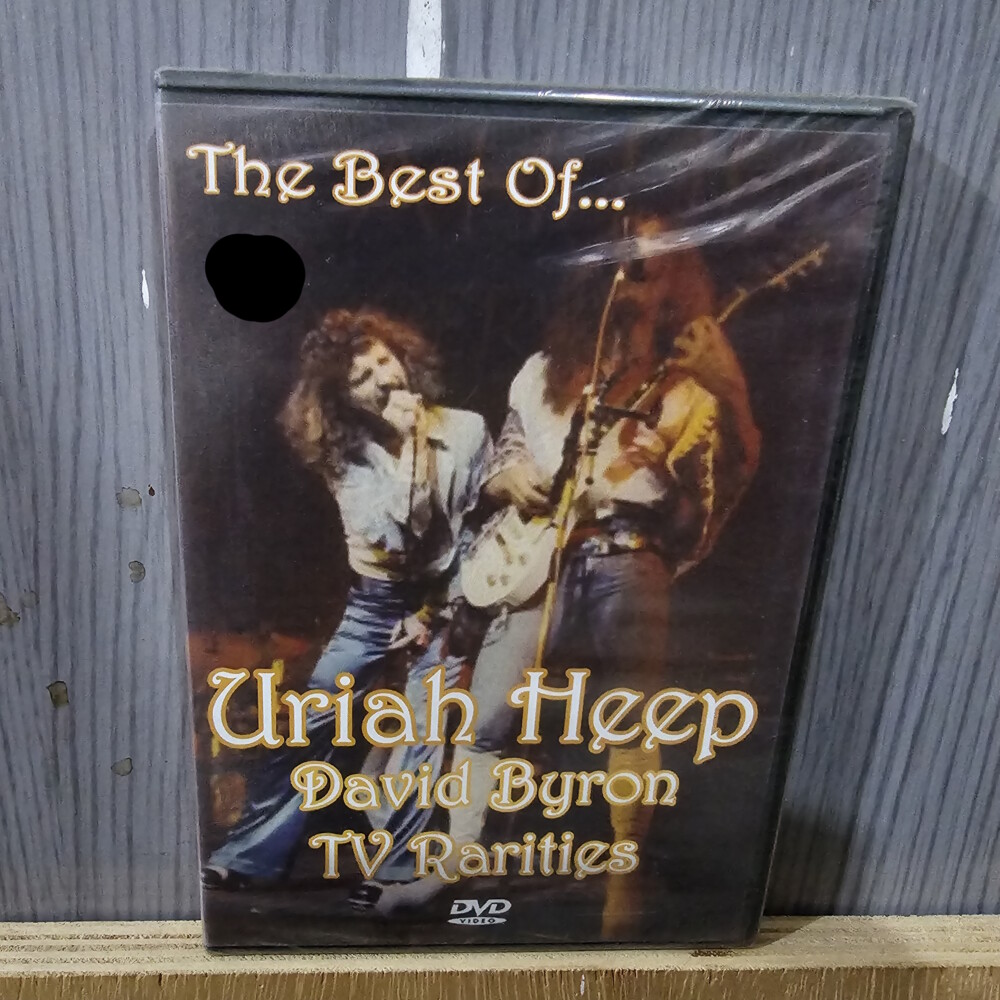 The Best Of...
Uriah Heep
David Byron
TV Rarities
DVD
VIDEO